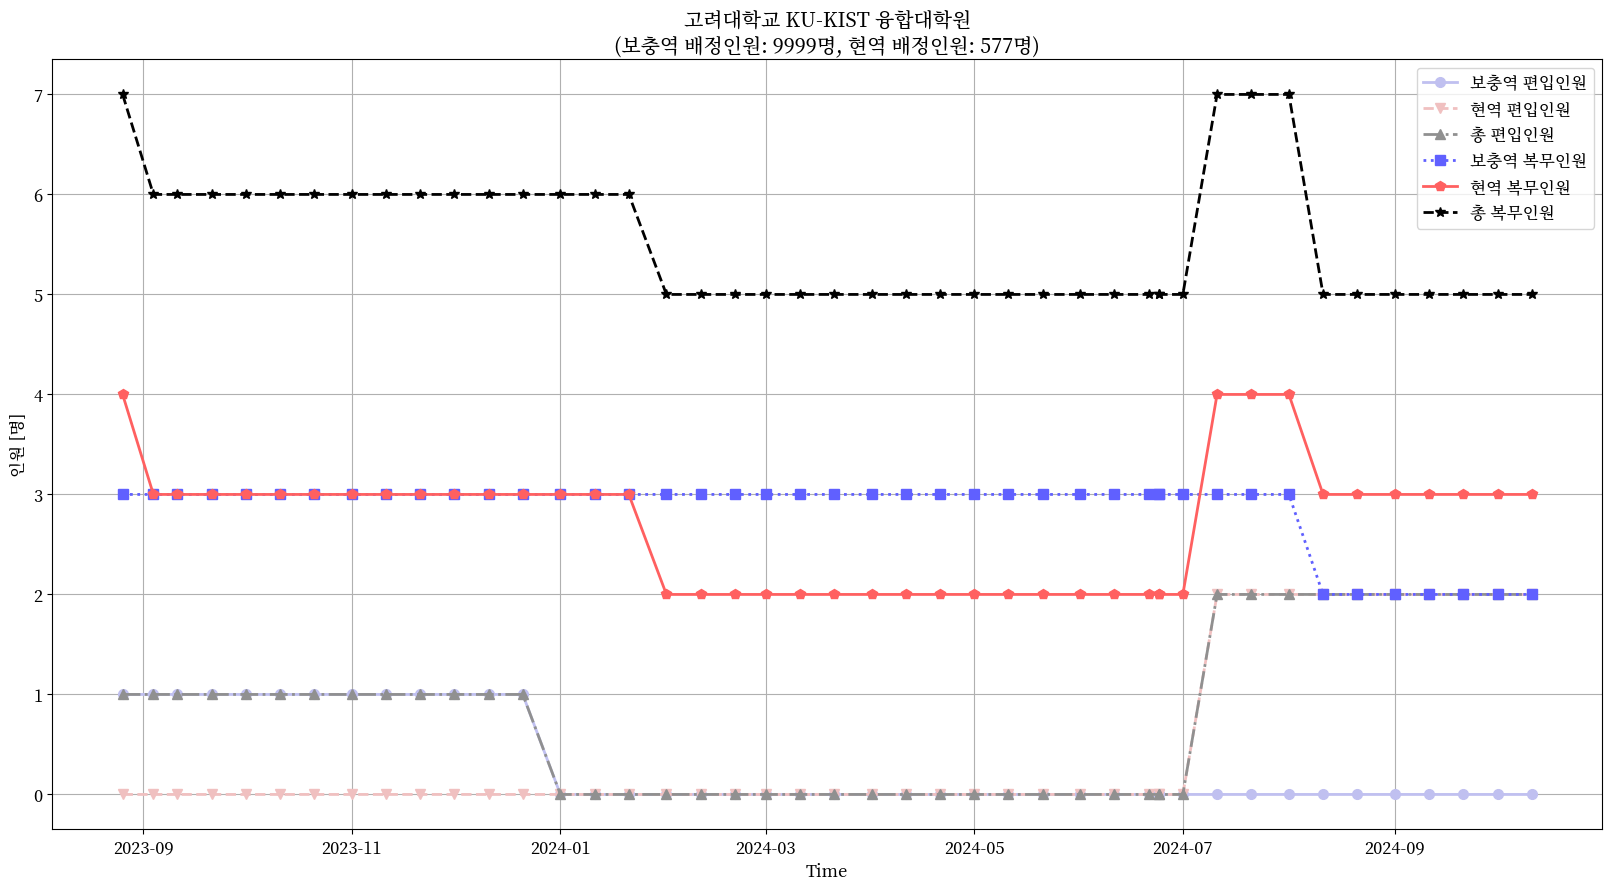 고려대학교 KU-KIST 융합대학원
(보충역 배정인원: 9999명, 현역 배정인원: 577명)
보충역 편입인원
현역 편입인원
총 편입인원
보충역 복무인원
현역 복무인원
총 복무인원
인원 [명]
7
6
5
4
3
2
1
0
2023-09
2023-11
2024-01
2024-03
2024-05
2024-07
2024-09
Time